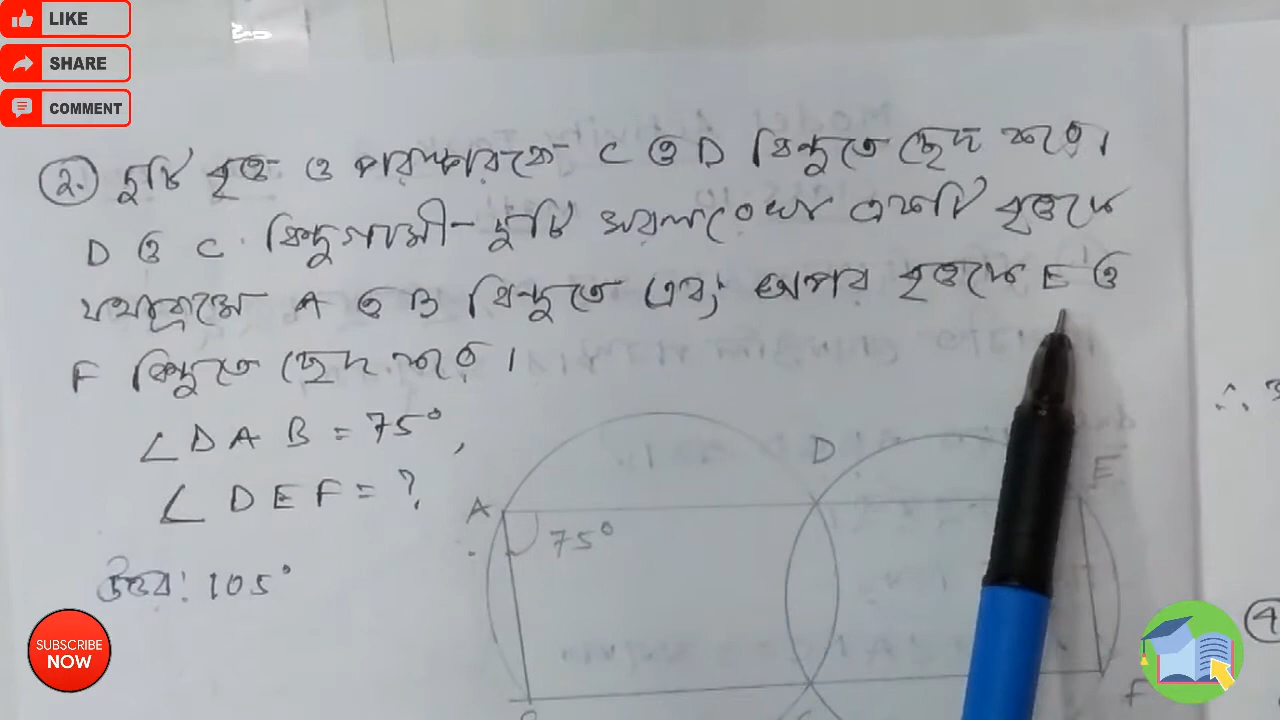 LIKE
SHARE
COMMENT
২. দুটি বৃত্ত ও পরস্পরকে C ও D বিন্দুতে ছেদ করে।
D ও C বিন্দুগামী দুটি সরলরেখা একটি বৃত্তকে
যথাক্রমে A ও B বিন্দুতে এবং অপর বৃত্তকে E ও
F বিন্দুতে ছেদ করে।
∠DAB = 75°,
∠DEF = ?
উত্তর: 105°
A
D
E
75°
F
SUBSCRIBE
NOW
4